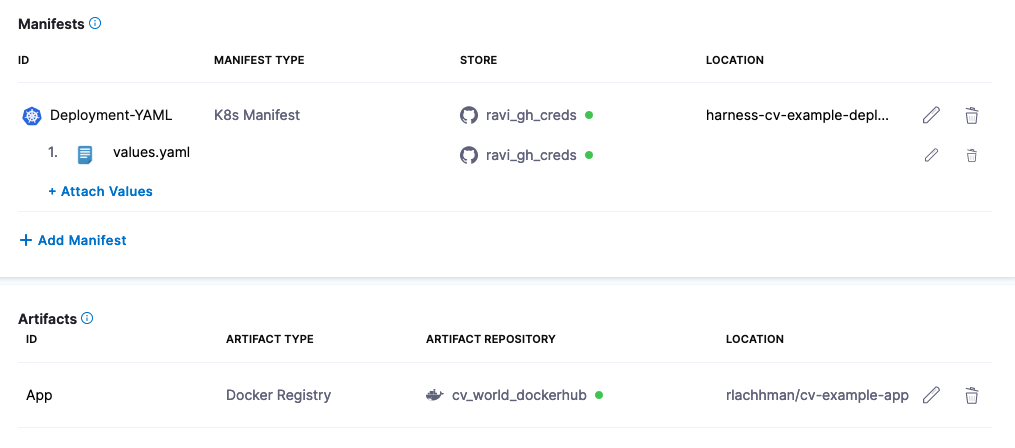 Manifests
ID MANIFEST TYPE STORE LOCATION
Deployment-YAML K8s Manifest ravi_gh_creds harness-cv-example-depl...
1. values.yaml ravi_gh_creds
+ Attach Values
+ Add Manifest
Artifacts
ID ARTIFACT TYPE ARTIFACT REPOSITORY LOCATION
App Docker Registry cv_world_dockerhub rlachhman/cv-example-app